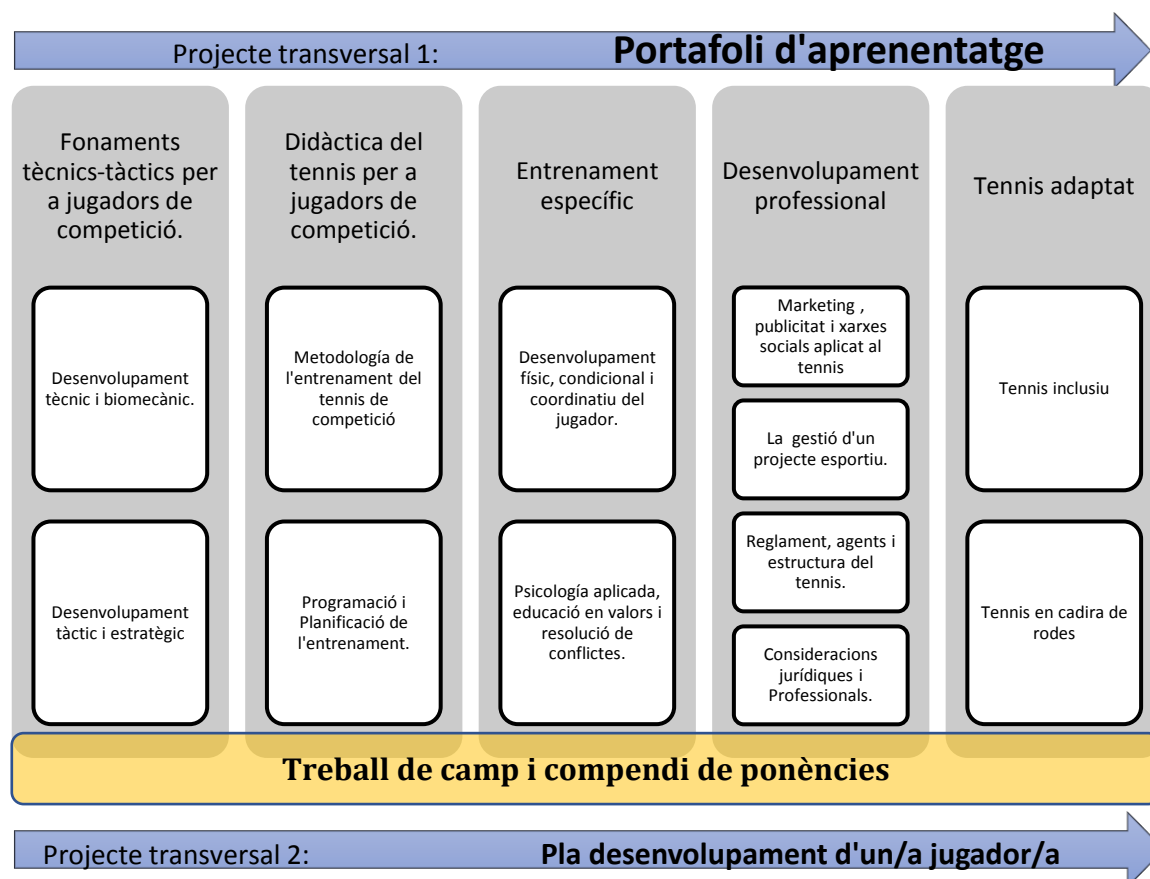 Projecte transversal 1: Portafoli d'aprenentatge
Fonaments
tècnics-tàctics per
a jugadors de
competició.
Desenvolupament
tècnic i biomecànic.
Desenvolupament
tàctic i estratègic
Didàctica del
tennis per a
jugadors de
competició.
Metodología de
l'entrenament del
tennis de
competició
Programació i
Planificació de
l'entrenament.
Entrenament
específic
Desenvolupament
físic, condicional i
coordinatiu del
jugador.
Psicología aplicada,
educació en valors i
resolució de
conflictes.
Desenvolupament
professional
Marketing ,
publicitat i xarxes
socials aplicat al
tennis
La gestió d'un
projecte esportiu.
Reglament, agents i
estructura del
tennis.
Consideracions
jurídiques i
Professionals.
Tennis adaptat
Tennis inclusiu
Tennis en cadira de
rodes
Treball de camp i compendi de ponències
Projecte transversal 2: Pla desenvolupament d'un/a jugador/a